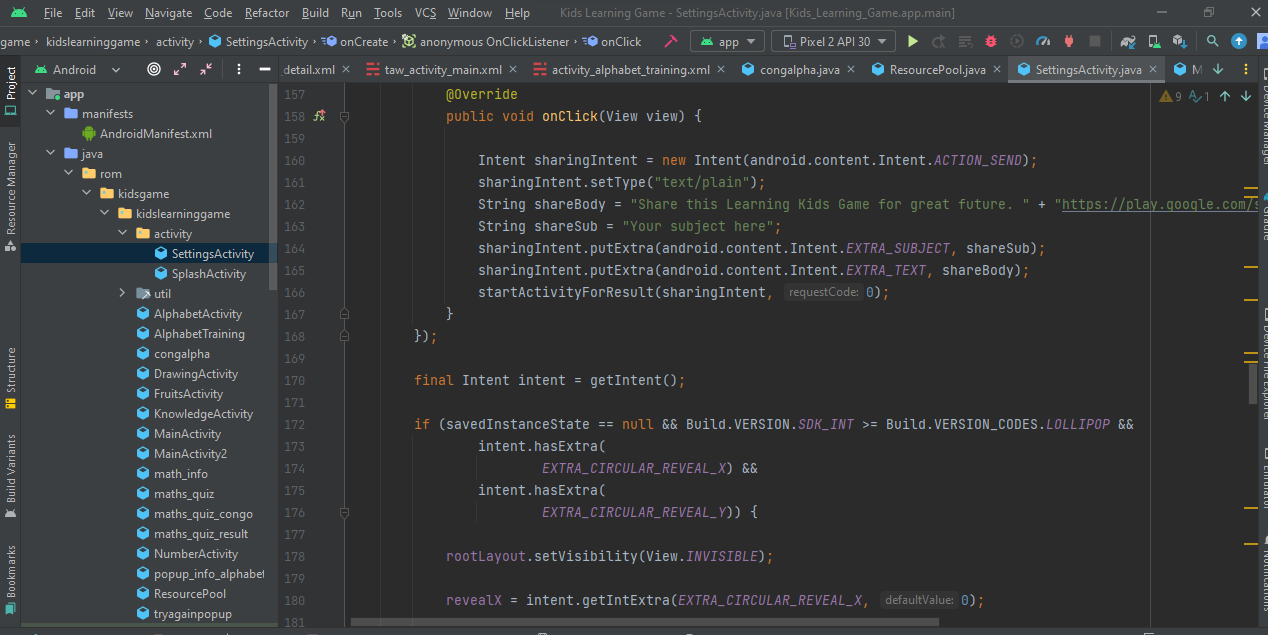 File Edit View Navigate Code Refactor Build Run Tools VCS Window Help Kids Learning Game - SettingsActivity.java [Kids_Learning_Game.app.main]
game kidslearninggame activity SettingsActivity onCreate anonymous OnClickListener onClick app Pixel 2 API 30
Android _detail.xml taw_activity_main.xml activity_alphabet_training.xml congalpha.java ResourcePool.java SettingsActivity.java M
Project
Resource Manager
Structure
Build Variants
Bookmarks
app
manifests
AndroidManifest.xml
java
rom
kidsgame
kidslearninggame
activity
SettingsActivity
SplashActivity
util
AlphabetActivity
AlphabetTraining
congalpha
DrawingActivity
FruitsActivity
KnowledgeActivity
MainActivity
MainActivity2
math_info
maths_quiz
maths_quiz_congo
maths_quiz_result
NumberActivity
popup_info_alphabet
ResourcePool
tryagainpopup
9 1
157 @Override
158 public void onClick(View view) {
159
160 Intent sharingIntent = new Intent(android.content.Intent.ACTION_SEND);
161 sharingIntent.setType("text/plain");
162 String shareBody = "Share this Learning Kids Game for great future. " + "https://play.google.com/s
163 String shareSub = "Your subject here";
164 sharingIntent.putExtra(android.content.Intent.EXTRA_SUBJECT, shareSub);
165 sharingIntent.putExtra(android.content.Intent.EXTRA_TEXT, shareBody);
166 startActivityForResult(sharingIntent, requestCode: 0);
167 }
168 });
169
170 final Intent intent = getIntent();
171
172 if (savedInstanceState == null && Build.VERSION.SDK_INT >= Build.VERSION_CODES.LOLLIPOP &&
173 intent.hasExtra(
174 EXTRA_CIRCULAR_REVEAL_X) &&
175 intent.hasExtra(
176 EXTRA_CIRCULAR_REVEAL_Y)) {
177
178 rootLayout.setVisibility(View.INVISIBLE);
179
180 revealX = intent.getIntExtra(EXTRA_CIRCULAR_REVEAL_X, defaultValue: 0);
181